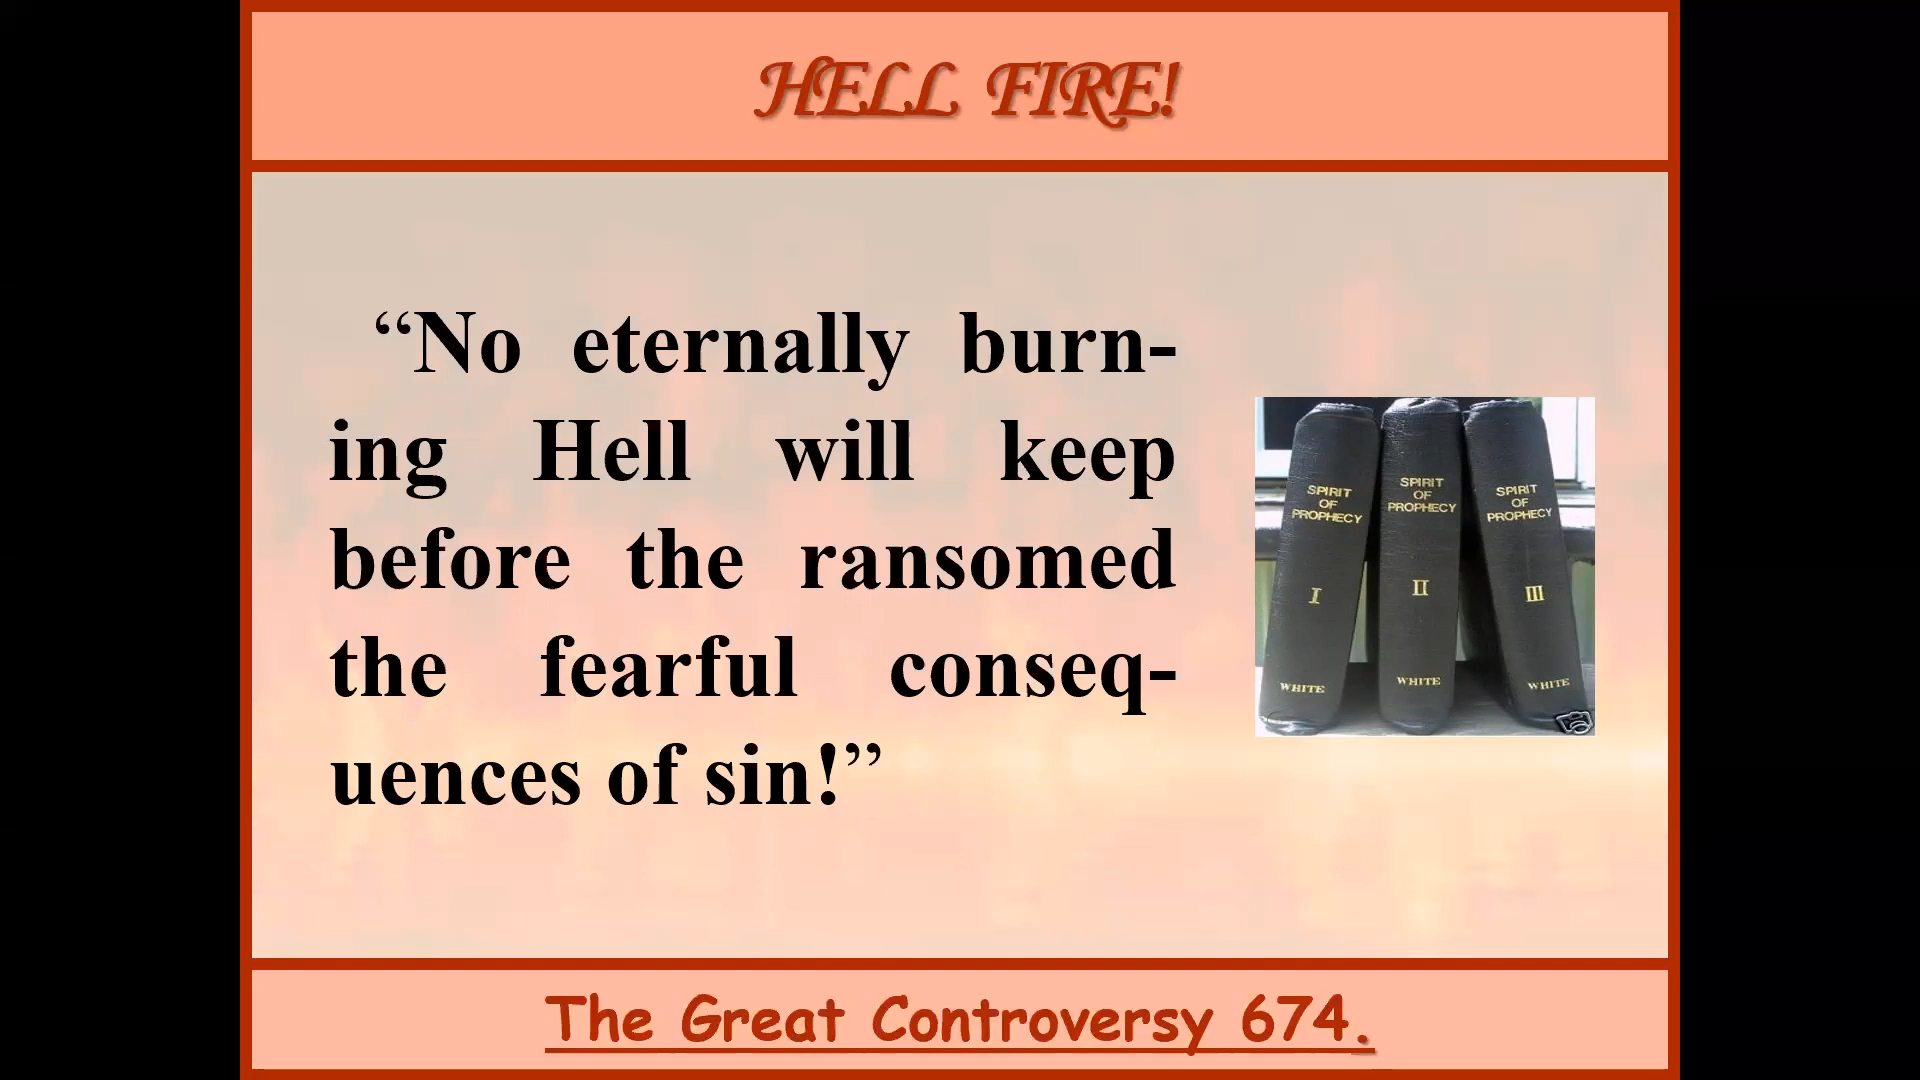 HELL FIRE!
“No eternally burn-
ing Hell will keep
before the ransomed
the fearful conseq-
uences of sin!”
SPIRIT
OF
PROPHECY
I
WHITE
SPIRIT
OF
PROPHECY
II
WHITE
SPIRIT
OF
PROPHECY
III
WHITE
The Great Controversy 674.